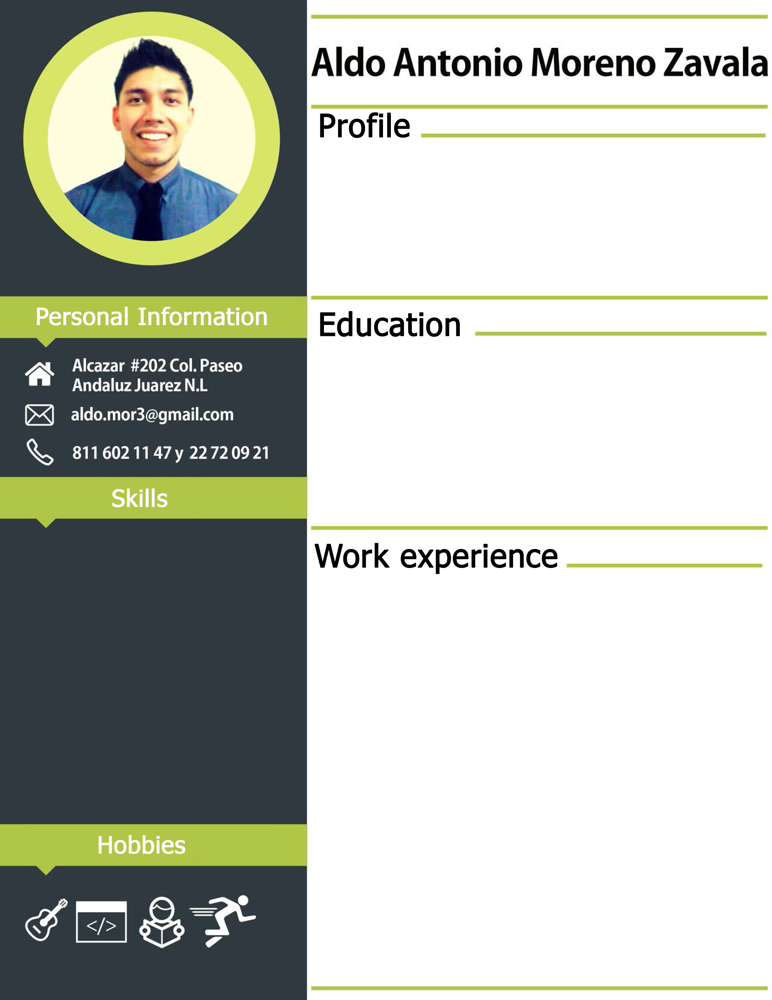 Aldo Antonio Moreno Zavala
Profile
Education
Work experience
Personal Information
Alcazar #202 Col. Paseo
Andaluz Juarez N.L
aldo.mor3@gmail.com
811 602 11 47 y 22 72 09 21
Skills
Hobbies
</>